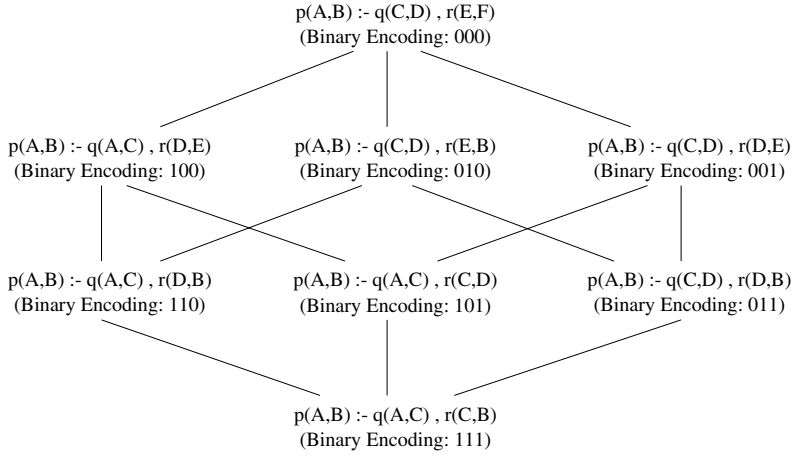 p(A,B) :- q(C,D) , r(E,F)
(Binary Encoding: 000)
p(A,B) :- q(A,C) , r(D,E)
(Binary Encoding: 100)
p(A,B) :- q(C,D) , r(E,B)
(Binary Encoding: 010)
p(A,B) :- q(C,D) , r(D,E)
(Binary Encoding: 001)
p(A,B) :- q(A,C) , r(D,B)
(Binary Encoding: 110)
p(A,B) :- q(A,C) , r(C,D)
(Binary Encoding: 101)
p(A,B) :- q(C,D) , r(D,B)
(Binary Encoding: 011)
p(A,B) :- q(A,C) , r(C,B)
(Binary Encoding: 111)